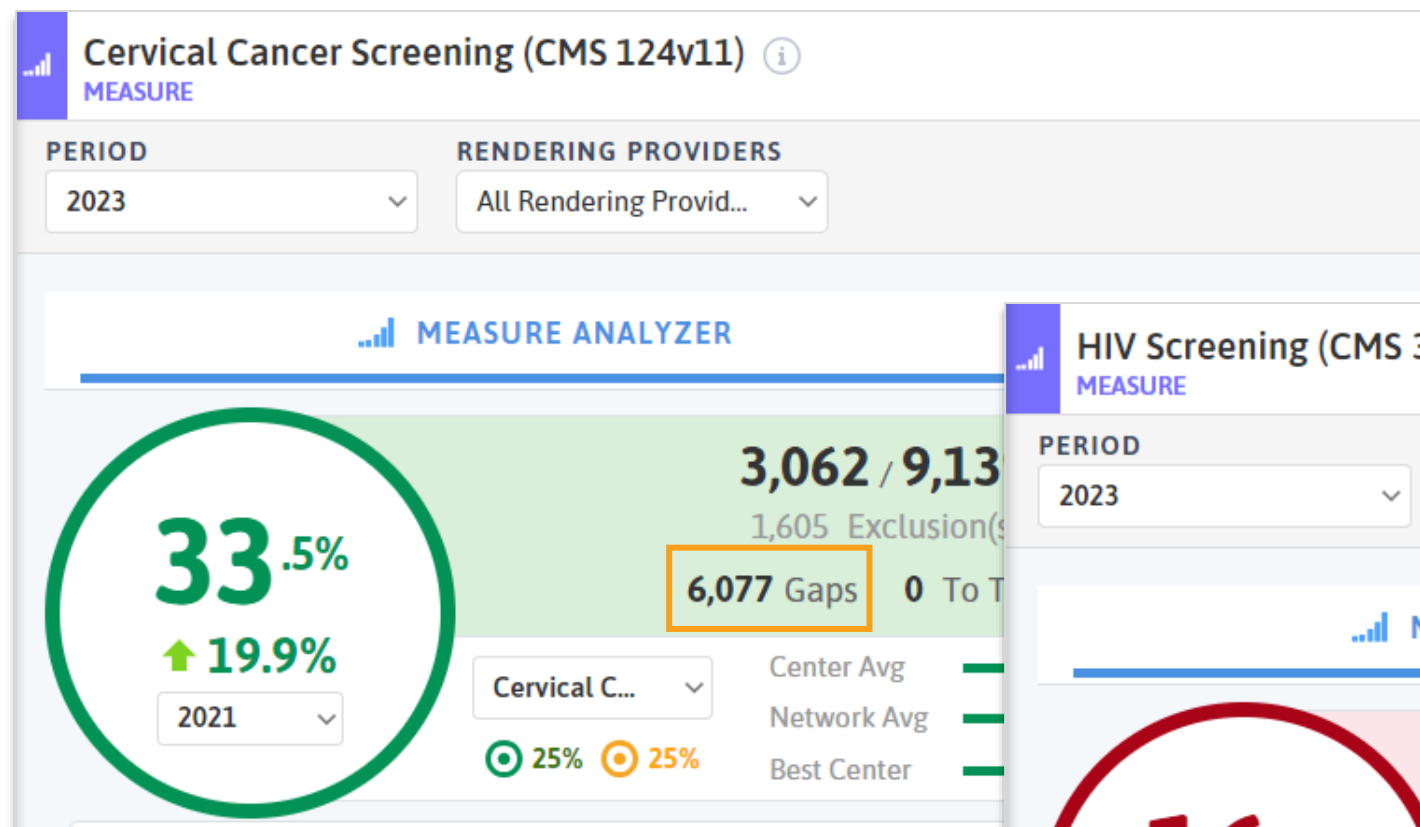 Cervical Cancer Screening (CMS 124v11)
MEASURE
PERIOD
RENDERING PROVIDERS
2023
All Rendering Provid...
MEASURE ANALYZER
3,062 / 9,13
1,605 Exclusion(s
6,077 Gaps 0 To T
33.5%
19.9%
2021
Cervical C...
25% 25%
Center Avg
Network Avg
Best Center
HIV Screening (CMS 3
MEASURE
PERIOD
2023